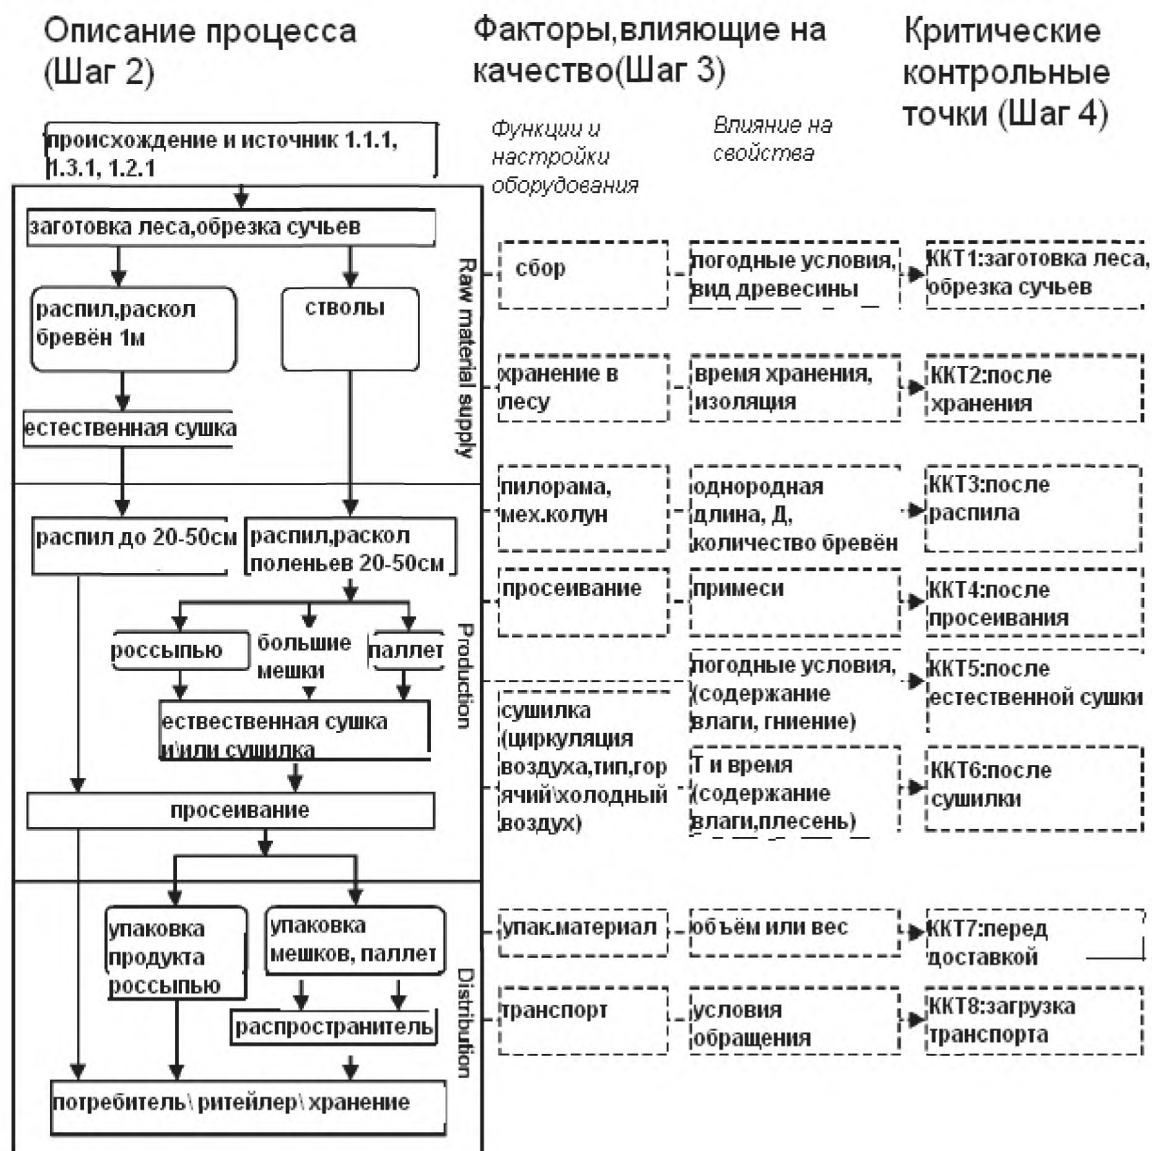 Описание процесса
(Шаг 2)
Факторы,влияющие на
качество(Шаг 3)
Критические
контрольные
точки (Шаг 4)
Функции и
настройки
оборудования
Влияние на
свойства
происхождение и источник 1.1.1,
1.3.1, 1.2.1
заготовка леса,обрезка сучьев
распил,раскол
бревён 1м
стволы
естественная сушка
Raw material supply
сбор
погодные условия,
вид древесины
ККТ1:заготовка леса,
обрезка сучьев
хранение в
лесу
время хранения,
изоляция
ККТ2:после
хранения
распил до 20-50см
распил,раскол
поленьев 20-50см
россыпью
большие
мешки
паллет
ествественная сушка
и\или сушилка
просеивание
Production
пилорама,
мех.колун
однородная
длина, Д,
количество бревён
ККТ3:после
распила
просеивание
примеси
ККТ4:после
просеивания
погодные условия,
(содержание
влаги, гниение)
ККТ5:после
естественной сушки
сушилка
(циркуляция
воздуха,тип,гор
ячий\холодный
воздух)
Т и время
(содержание
влаги,плесень)
ККТ6:после
сушилки
упаковка
продукта
россыпью
упаковка
мешков, паллет
распространитель
потребитель\ ритейлер\ хранение
Distribution
упак.материал
объём или вес
ККТ7:перед
доставкой
транспорт
условия
обращения
ККТ8:загрузка
транспорта